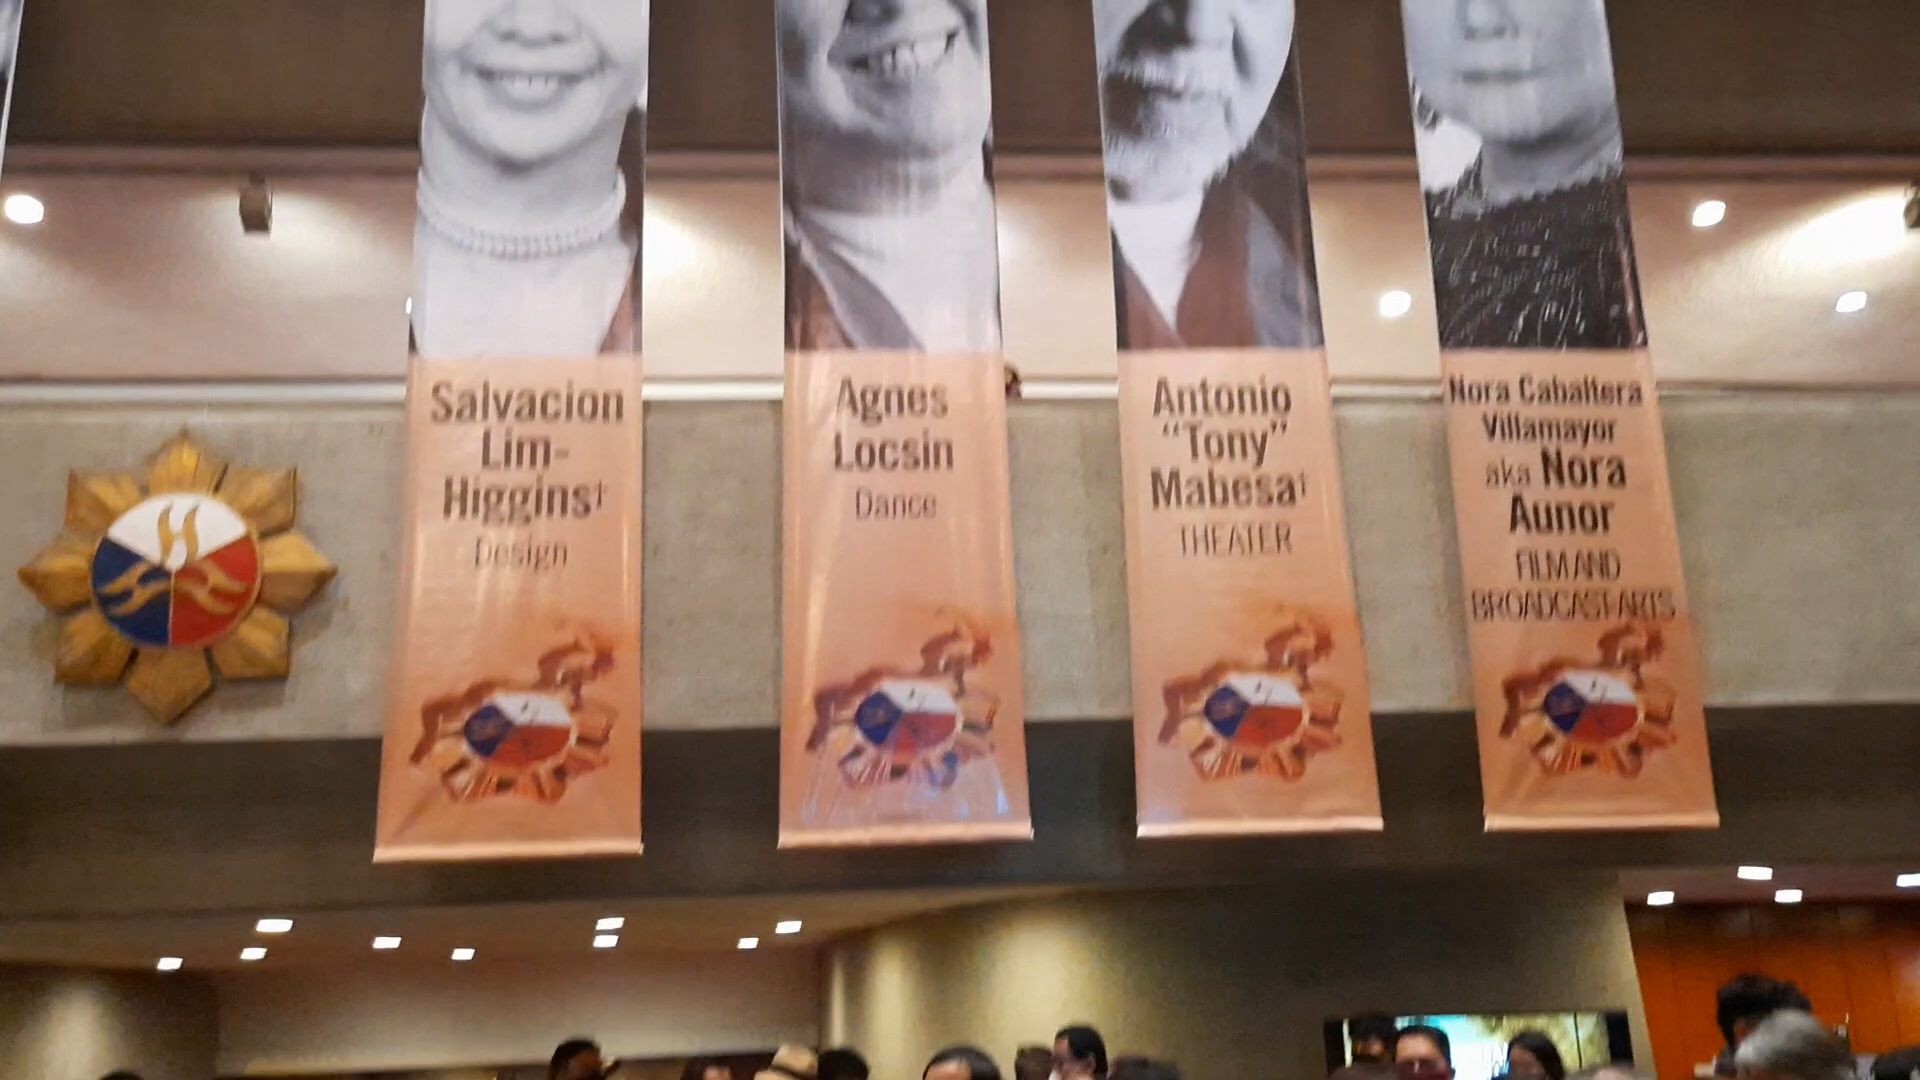 Salvacion
Lim-
Higgins†
Design
Agnes
Locsin
Dance
Antonio
“Tony”
Mabesa†
THEATER
Nora Cabaltera
Villamayor
aka Nora
Aunor
FILM AND
BROADCAST ARTS